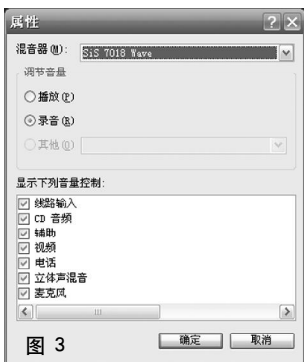 属性
混音器(M): SiS 7018 Wave
调节音量
播放(P)
录音(R)
其他(O)
显示下列音量控制:
线路输入
CD 音频
辅助
视频
电话
立体声混音
麦克风
图 3
确定 取消